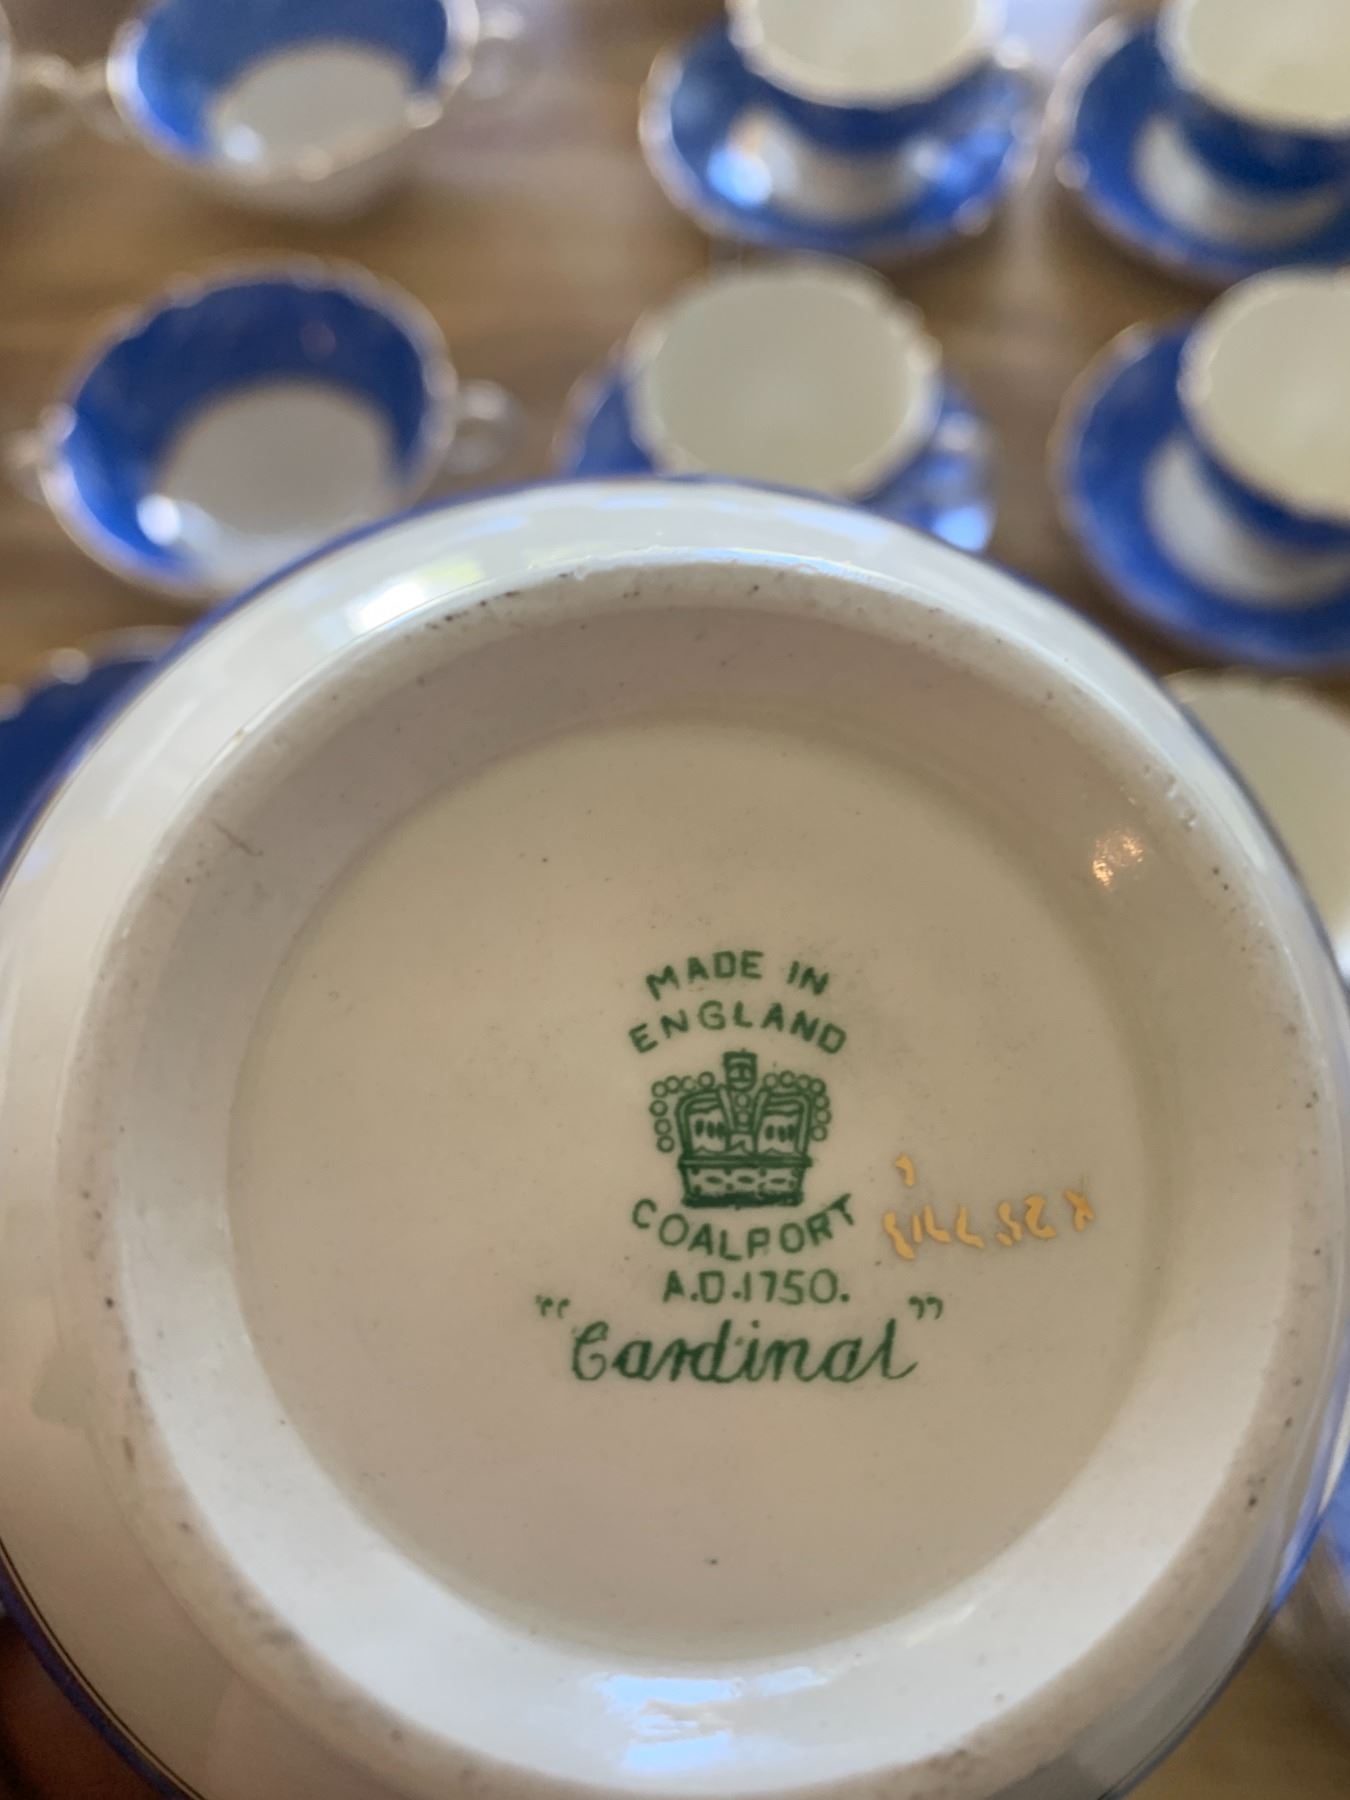 MADE IN
ENGLAND
COALPORT
A.D.1750.
"Cardinal"